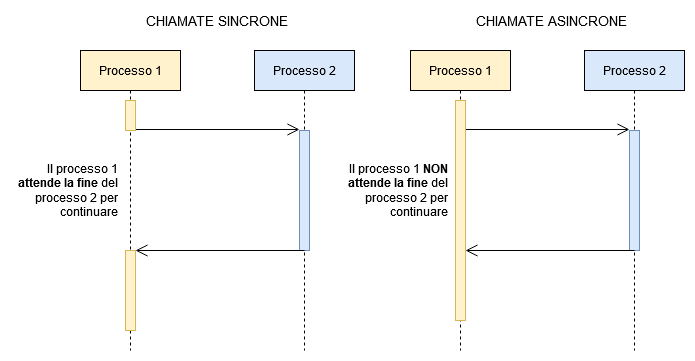 CHIAMATE SINCRONE
Processo 1
Processo 2
Il processo 1
attende la fine del
processo 2 per
continuare
CHIAMATE ASINCRONE
Processo 1
Processo 2
Il processo 1 NON
attende la fine del
processo 2 per
continuare